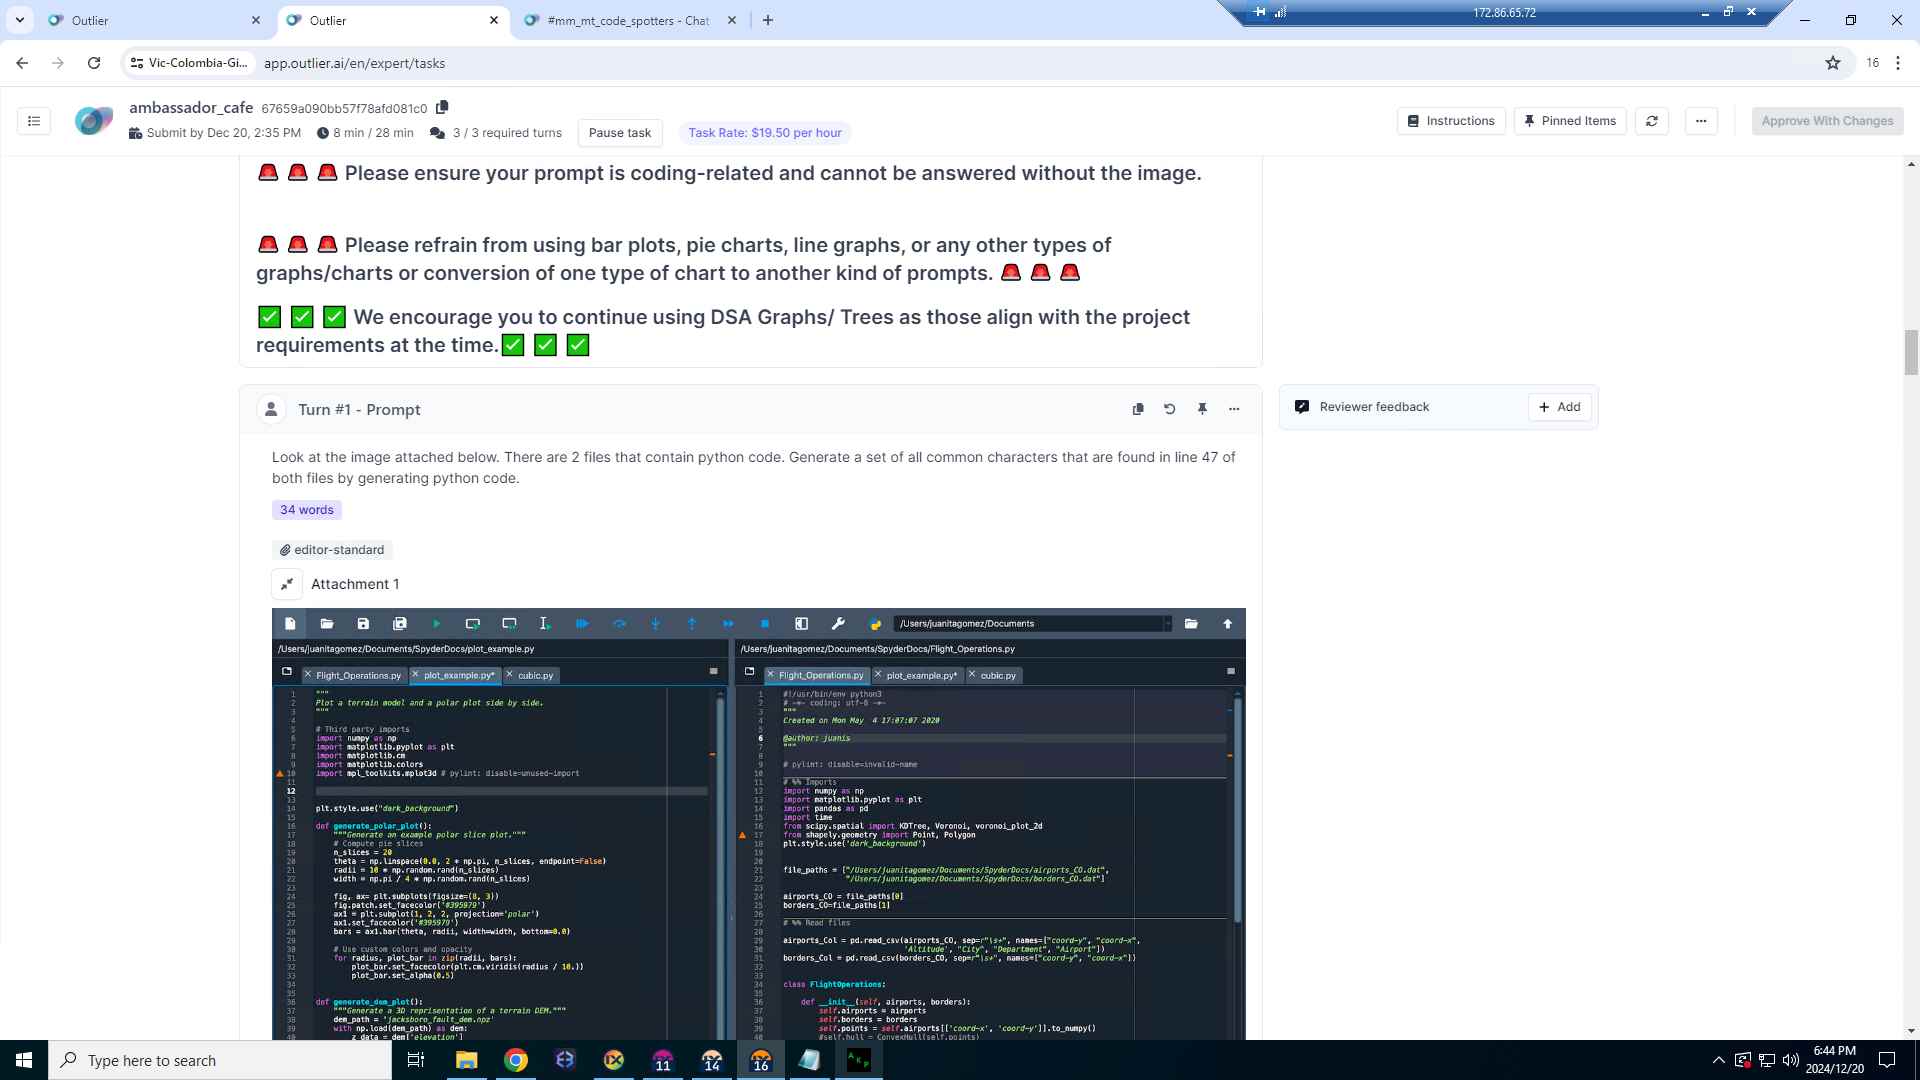 Outlier
Outlier
#mm_mt_code_spotters - Chat
172.86.65.72
Vic-Colombia-Gi...
app.outlier.ai/en/expert/tasks
16
ambassador_cafe 67659a090bb57f78afd081c0
Submit by Dec 20, 2:35 PM 8 min / 28 min 3 / 3 required turns Pause task Task Rate: $19.50 per hour
Instructions Pinned Items Approve With Changes
Please ensure your prompt is coding-related and cannot be answered without the image.
Please refrain from using bar plots, pie charts, line graphs, or any other types of
graphs/charts or conversion of one type of chart to another kind of prompts.
We encourage you to continue using DSA Graphs/ Trees as those align with the project
requirements at the time.
Turn #1 - Prompt
Reviewer feedback
Add
Look at the image attached below. There are 2 files that contain python code. Generate a set of all common characters that are found in line 47 of
both files by generating python code.
34 words
editor-standard
Attachment 1
/Users/juanitagomez/Documents
/Users/juanitagomez/Documents/SpyderDocs/plot_example.py
Flight_Operations.py plot_example.py* cubic.py
1 """
2 Plot a terrain model and a polar plot side by side.
3 """
4
5 # Third party imports
6 import numpy as np
7 import matplotlib.pyplot as plt
8 import matplotlib.cm
9 import matplotlib.colors
10 import mpl_toolkits.mplot3d # pylint: disable=unused-import
11
12
13
14 plt.style.use("dark_background")
15
16 def generate_polar_plot():
17 """Generate an example polar slice plot."""
18 # Compute pie slices
19 n_slices = 20
20 theta = np.linspace(0.0, 2 * np.pi, n_slices, endpoint=False)
21 radii = 10 * np.random.rand(n_slices)
22 width = np.pi / 4 * np.random.rand(n_slices)
23
24 fig, ax= plt.subplots(figsize=(8, 3))
25 fig.patch.set_facecolor('#395979')
26 ax1 = plt.subplot(1, 2, 2, projection='polar')
27 ax1.set_facecolor('#395979')
28 bars = ax1.bar(theta, radii, width=width, bottom=0.0)
29
30 # Use custom colors and opacity
31 for radius, plot_bar in zip(radii, bars):
32 plot_bar.set_facecolor(plt.cm.viridis(radius / 10.))
33 plot_bar.set_alpha(0.5)
34
35
36 def generate_dem_plot():
37 """Generate a 3D reprisentation of a terrain DEM."""
38 dem_path = 'jacksboro_fault_dem.npz'
39 with np.load(dem_path) as dem:
40 z_data = dem['elevation']
/Users/juanitagomez/Documents/SpyderDocs/Flight_Operations.py
Flight_Operations.py plot_example.py* cubic.py
1 #!/usr/bin/env python3
2 # -*- coding: utf-8 -*-
3 """
4 Created on Mon May 4 17:07:07 2020
5
6 @author: juanis
7 """
8
9 # pylint: disable=invalid-name
10
11 # %% Imports
12 import numpy as np
13 import matplotlib.pyplot as plt
14 import pandas as pd
15 import time
16 from scipy.spatial import KDTree, Voronoi, voronoi_plot_2d
17 from shapely.geometry import Point, Polygon
18 plt.style.use('dark_background')
19
20
21 file_paths = ["/Users/juanitagomez/Documents/SpyderDocs/airports_CO.dat",
22 "/Users/juanitagomez/Documents/SpyderDocs/borders_CO.dat"]
23
24 airports_CO = file_paths[0]
25 borders_CO=file_paths[1]
26
27 # %% Read files
28
29 airports_Col = pd.read_csv(airports_CO, sep=r"\s+", names=["coord-y", "coord-x",
30 'Altitude', "City", "Department", "Airport"])
31 borders_Col = pd.read_csv(borders_CO, sep=r"\s+", names=["coord-y", "coord-x"])
32
33
34 class FlightOperations:
35
36 def __init__(self, airports, borders):
37 self.airports = airports
38 self.borders = borders
39 self.points = self.airports[['coord-x', 'coord-y']].to_numpy()
40 #self.hull = ConvexHull(self.points)
Type here to search
11
14
16
AKP
6:44 PM
2024/12/20